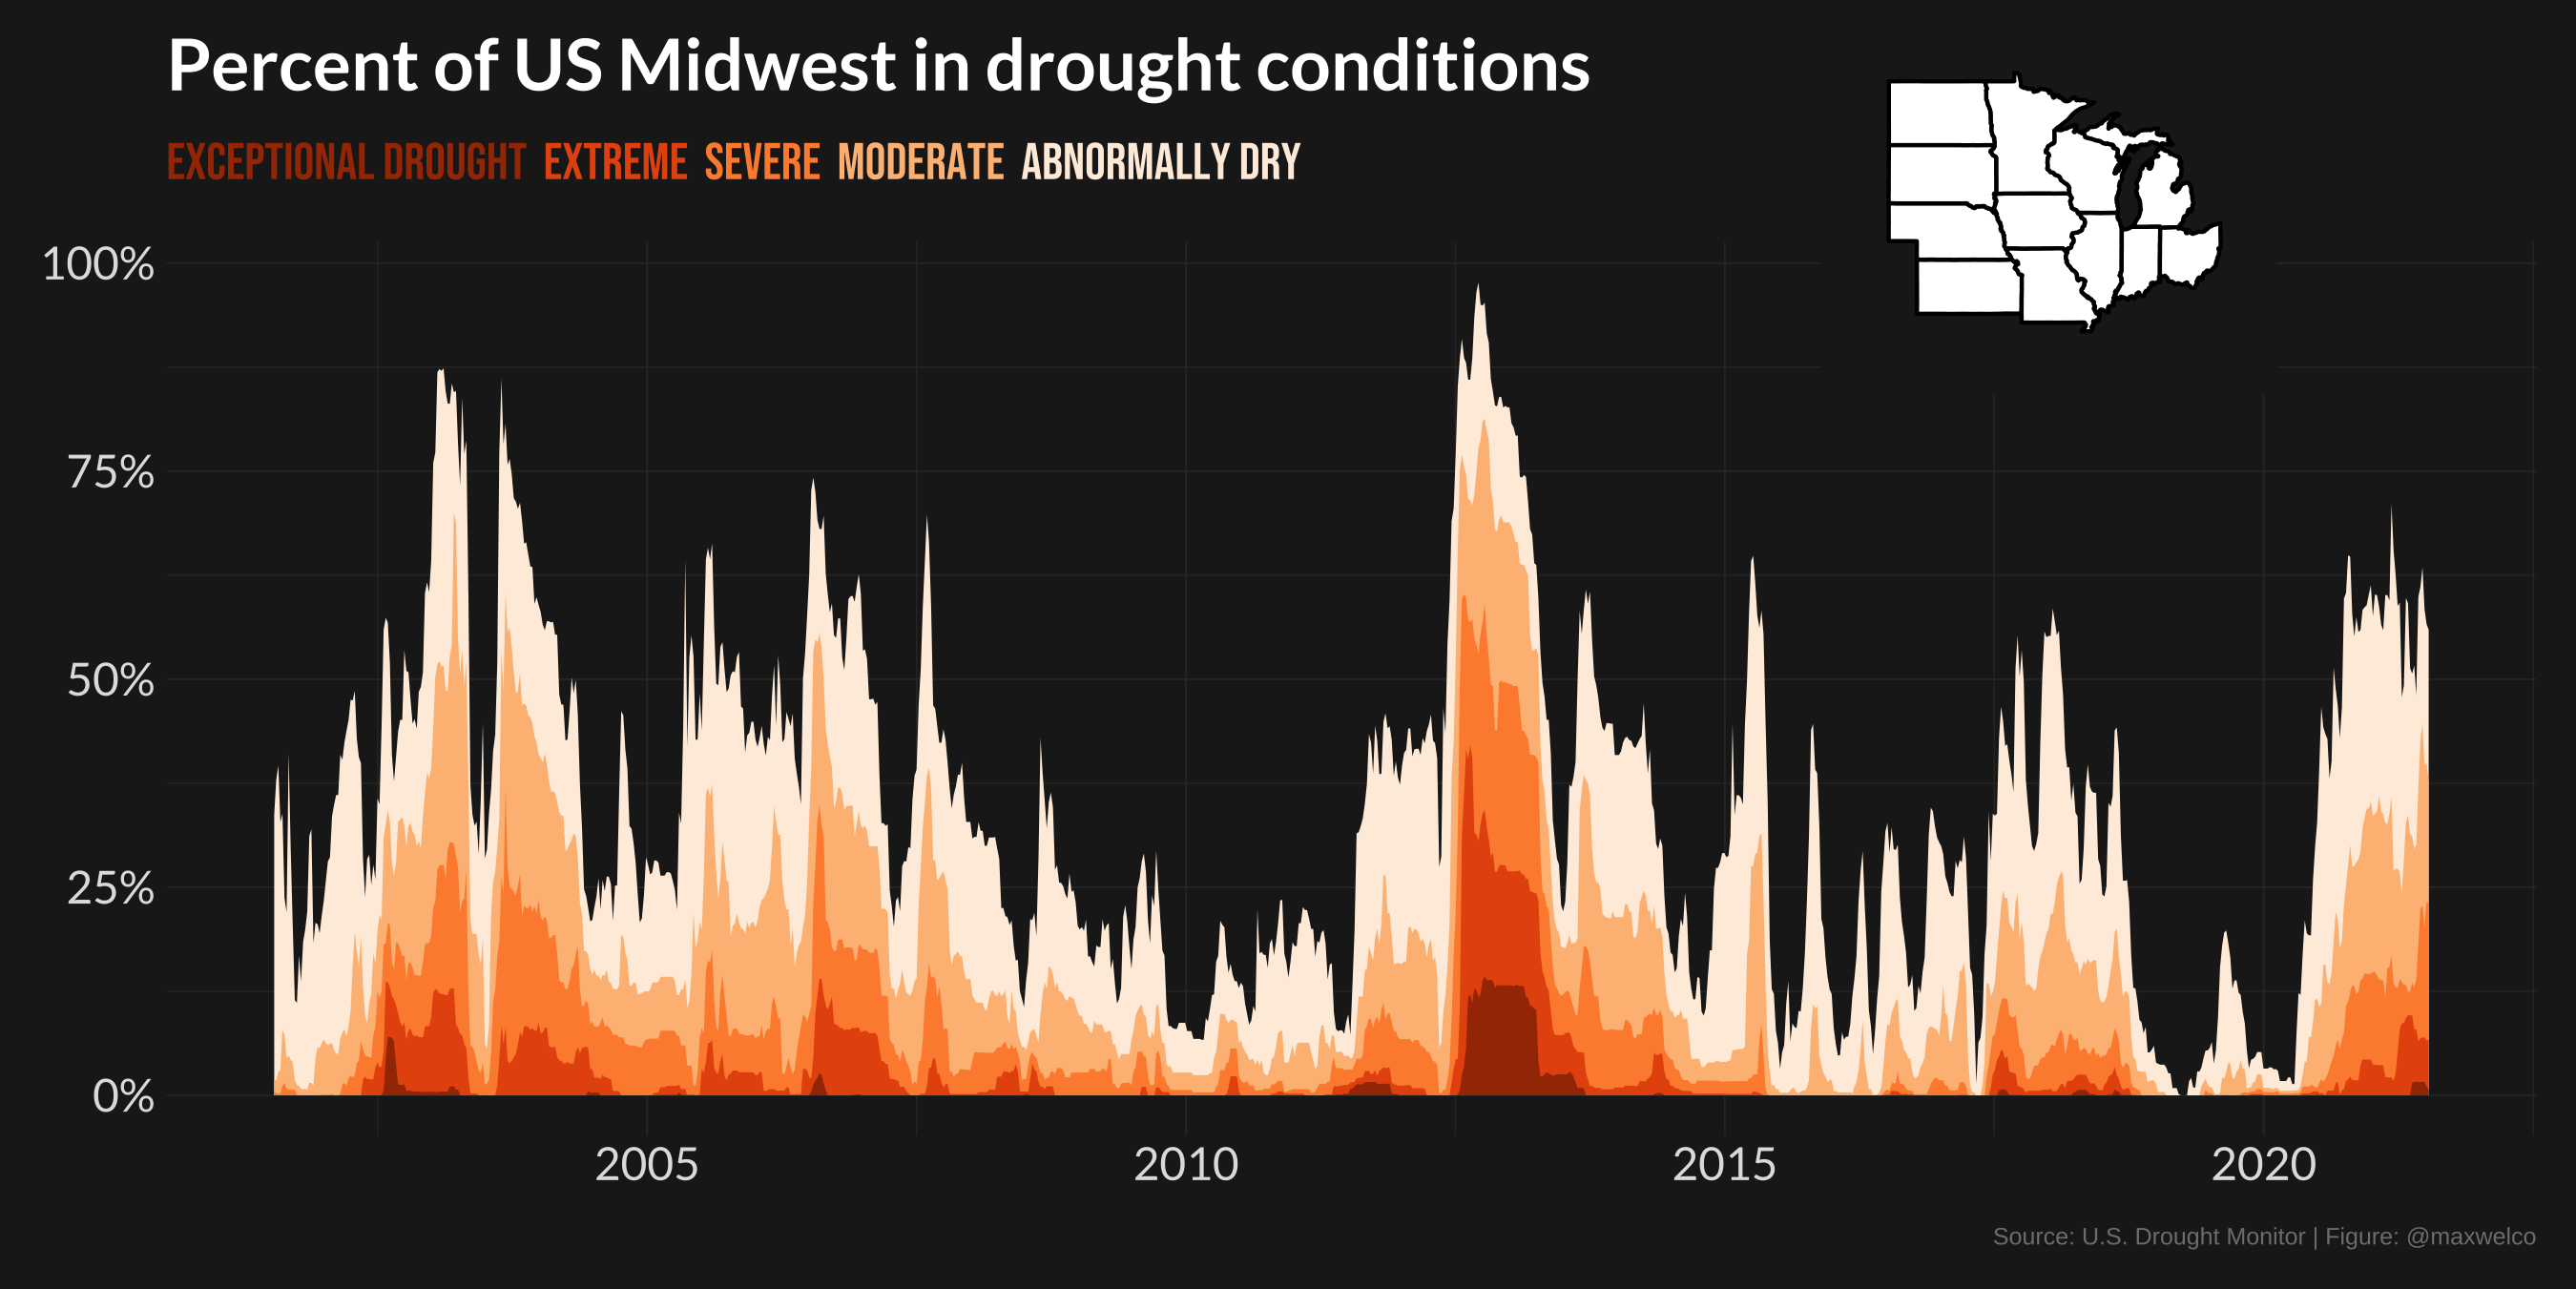 Percent of US Midwest in drought conditions
EXCEPTIONAL DROUGHT EXTREME SEVERE MODERATE ABNORMALLY DRY
100%
75%
50%
25%
0%
2005 2010 2015 2020
Source: U.S. Drought Monitor | Figure: @maxwelco